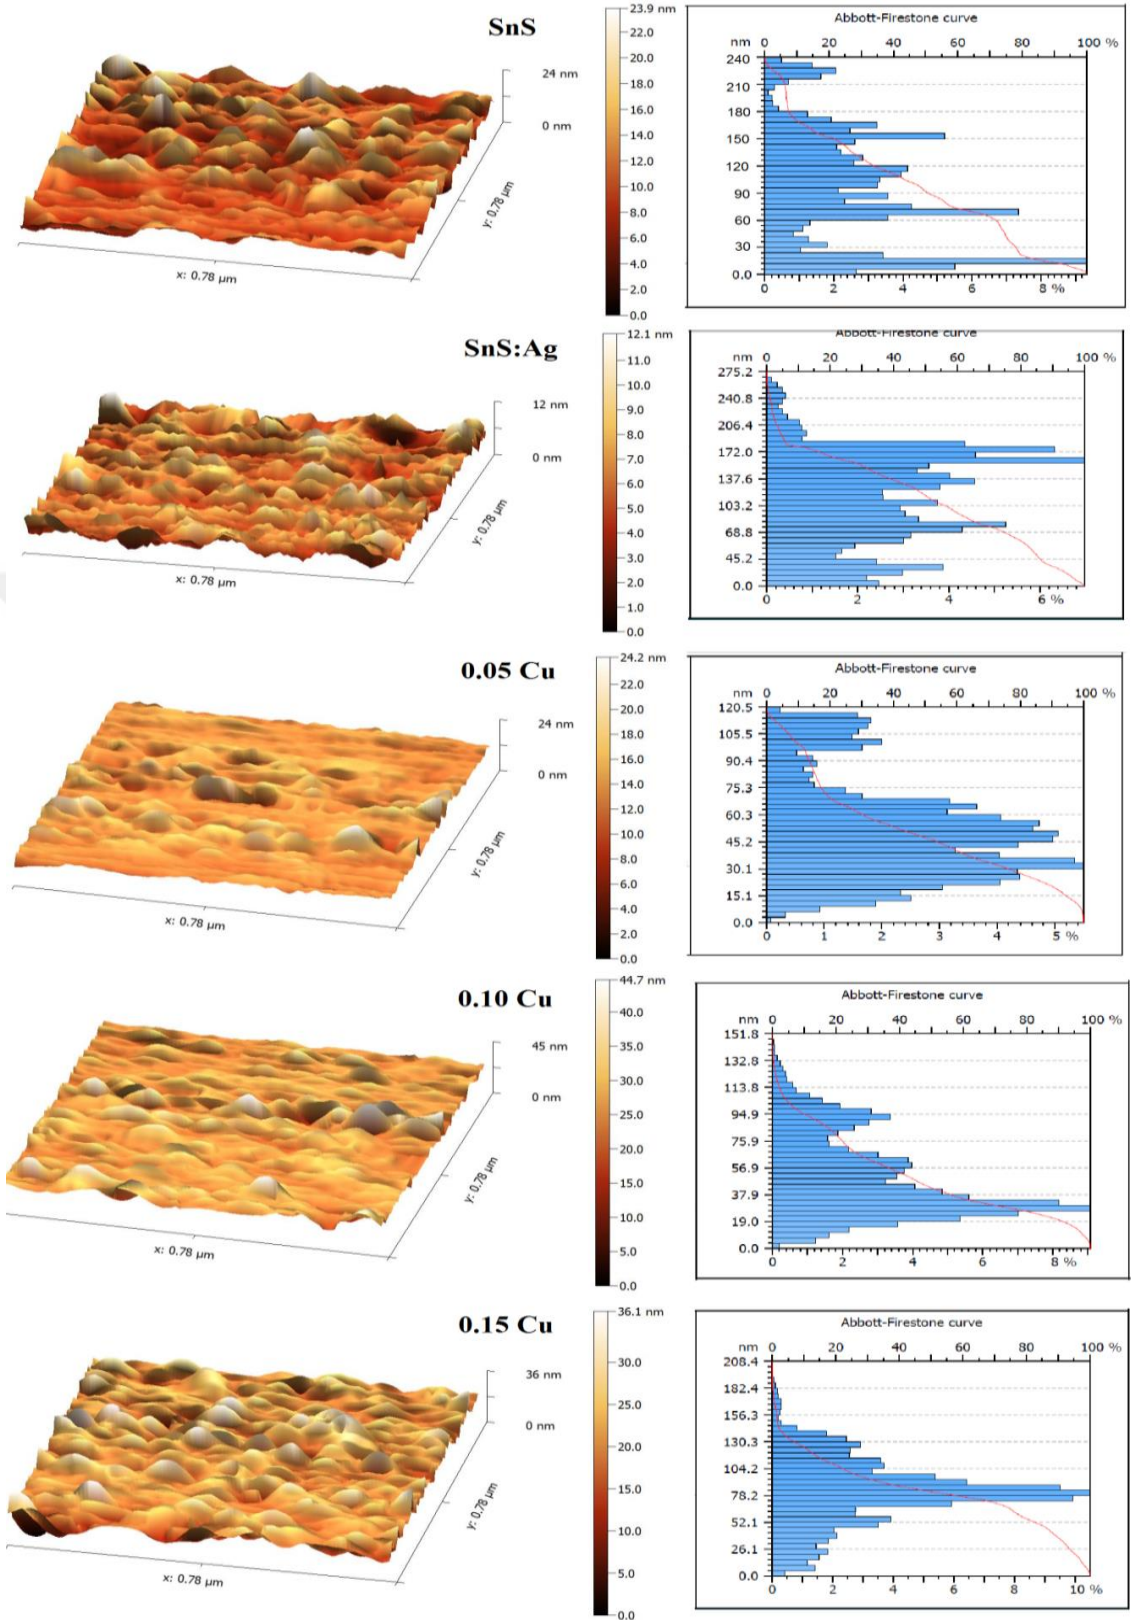 SnS
24 nm
0 nm
y: 0.78 µm
x: 0.78 µm
23.9 nm
22.0
20.0
18.0
16.0
14.0
12.0
10.0
8.0
6.0
4.0
2.0
0.0
Abbott-Firestone curve
0 20 40 60 80 100 %
nm
240
210
180
150
120
90
60
30
0.0
0 2 4 6 8 %
SnS:Ag
12 nm
0 nm
y: 0.78 µm
x: 0.78 µm
12.1 nm
11.0
10.0
9.0
8.0
7.0
6.0
5.0
4.0
3.0
2.0
1.0
0.0
Abbott-Firestone curve
0 20 40 60 80 100 %
nm
275.2
240.8
206.4
172.0
137.6
103.2
68.8
45.2
0.0
0 2 4 6 %
0.05 Cu
24 nm
0 nm
y: 0.78 µm
x: 0.78 µm
24.2 nm
22.0
20.0
18.0
16.0
14.0
12.0
10.0
8.0
6.0
4.0
2.0
0.0
Abbott-Firestone curve
0 20 40 60 80 100 %
nm
120.5
105.5
90.4
75.3
60.3
45.2
30.1
15.1
0.0
0 1 2 3 4 5 %
0.10 Cu
45 nm
0 nm
y: 0.78 µm
x: 0.78 µm
44.7 nm
40.0
35.0
30.0
25.0
20.0
15.0
10.0
5.0
0.0
Abbott-Firestone curve
0 20 40 60 80 100 %
nm
151.8
132.8
113.8
94.9
75.9
56.9
37.9
19.0
0.0
0 2 4 6 8 %
0.15 Cu
36 nm
0 nm
y: 0.78 µm
x: 0.78 µm
36.1 nm
30.0
25.0
20.0
15.0
10.0
5.0
0.0
Abbott-Firestone curve
0 20 40 60 80 100 %
nm
208.4
182.4
156.3
130.3
104.2
78.2
52.1
26.1
0.0
0 2 4 6 8 10 %